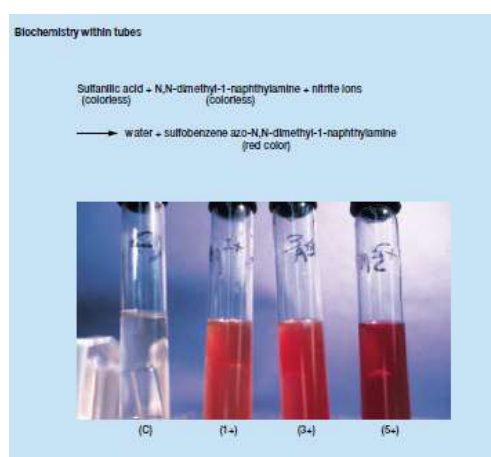 Biochemistry within tubes
Sulfanilic acid + N,N-dimethyl-1-naphthylamine + nitrite ions
(colorless) (colorless)
water + sulfobenzene azo-N,N-dimethyl-1-naphthylamine
(red color)
(C) (1+) (3+) (5+)